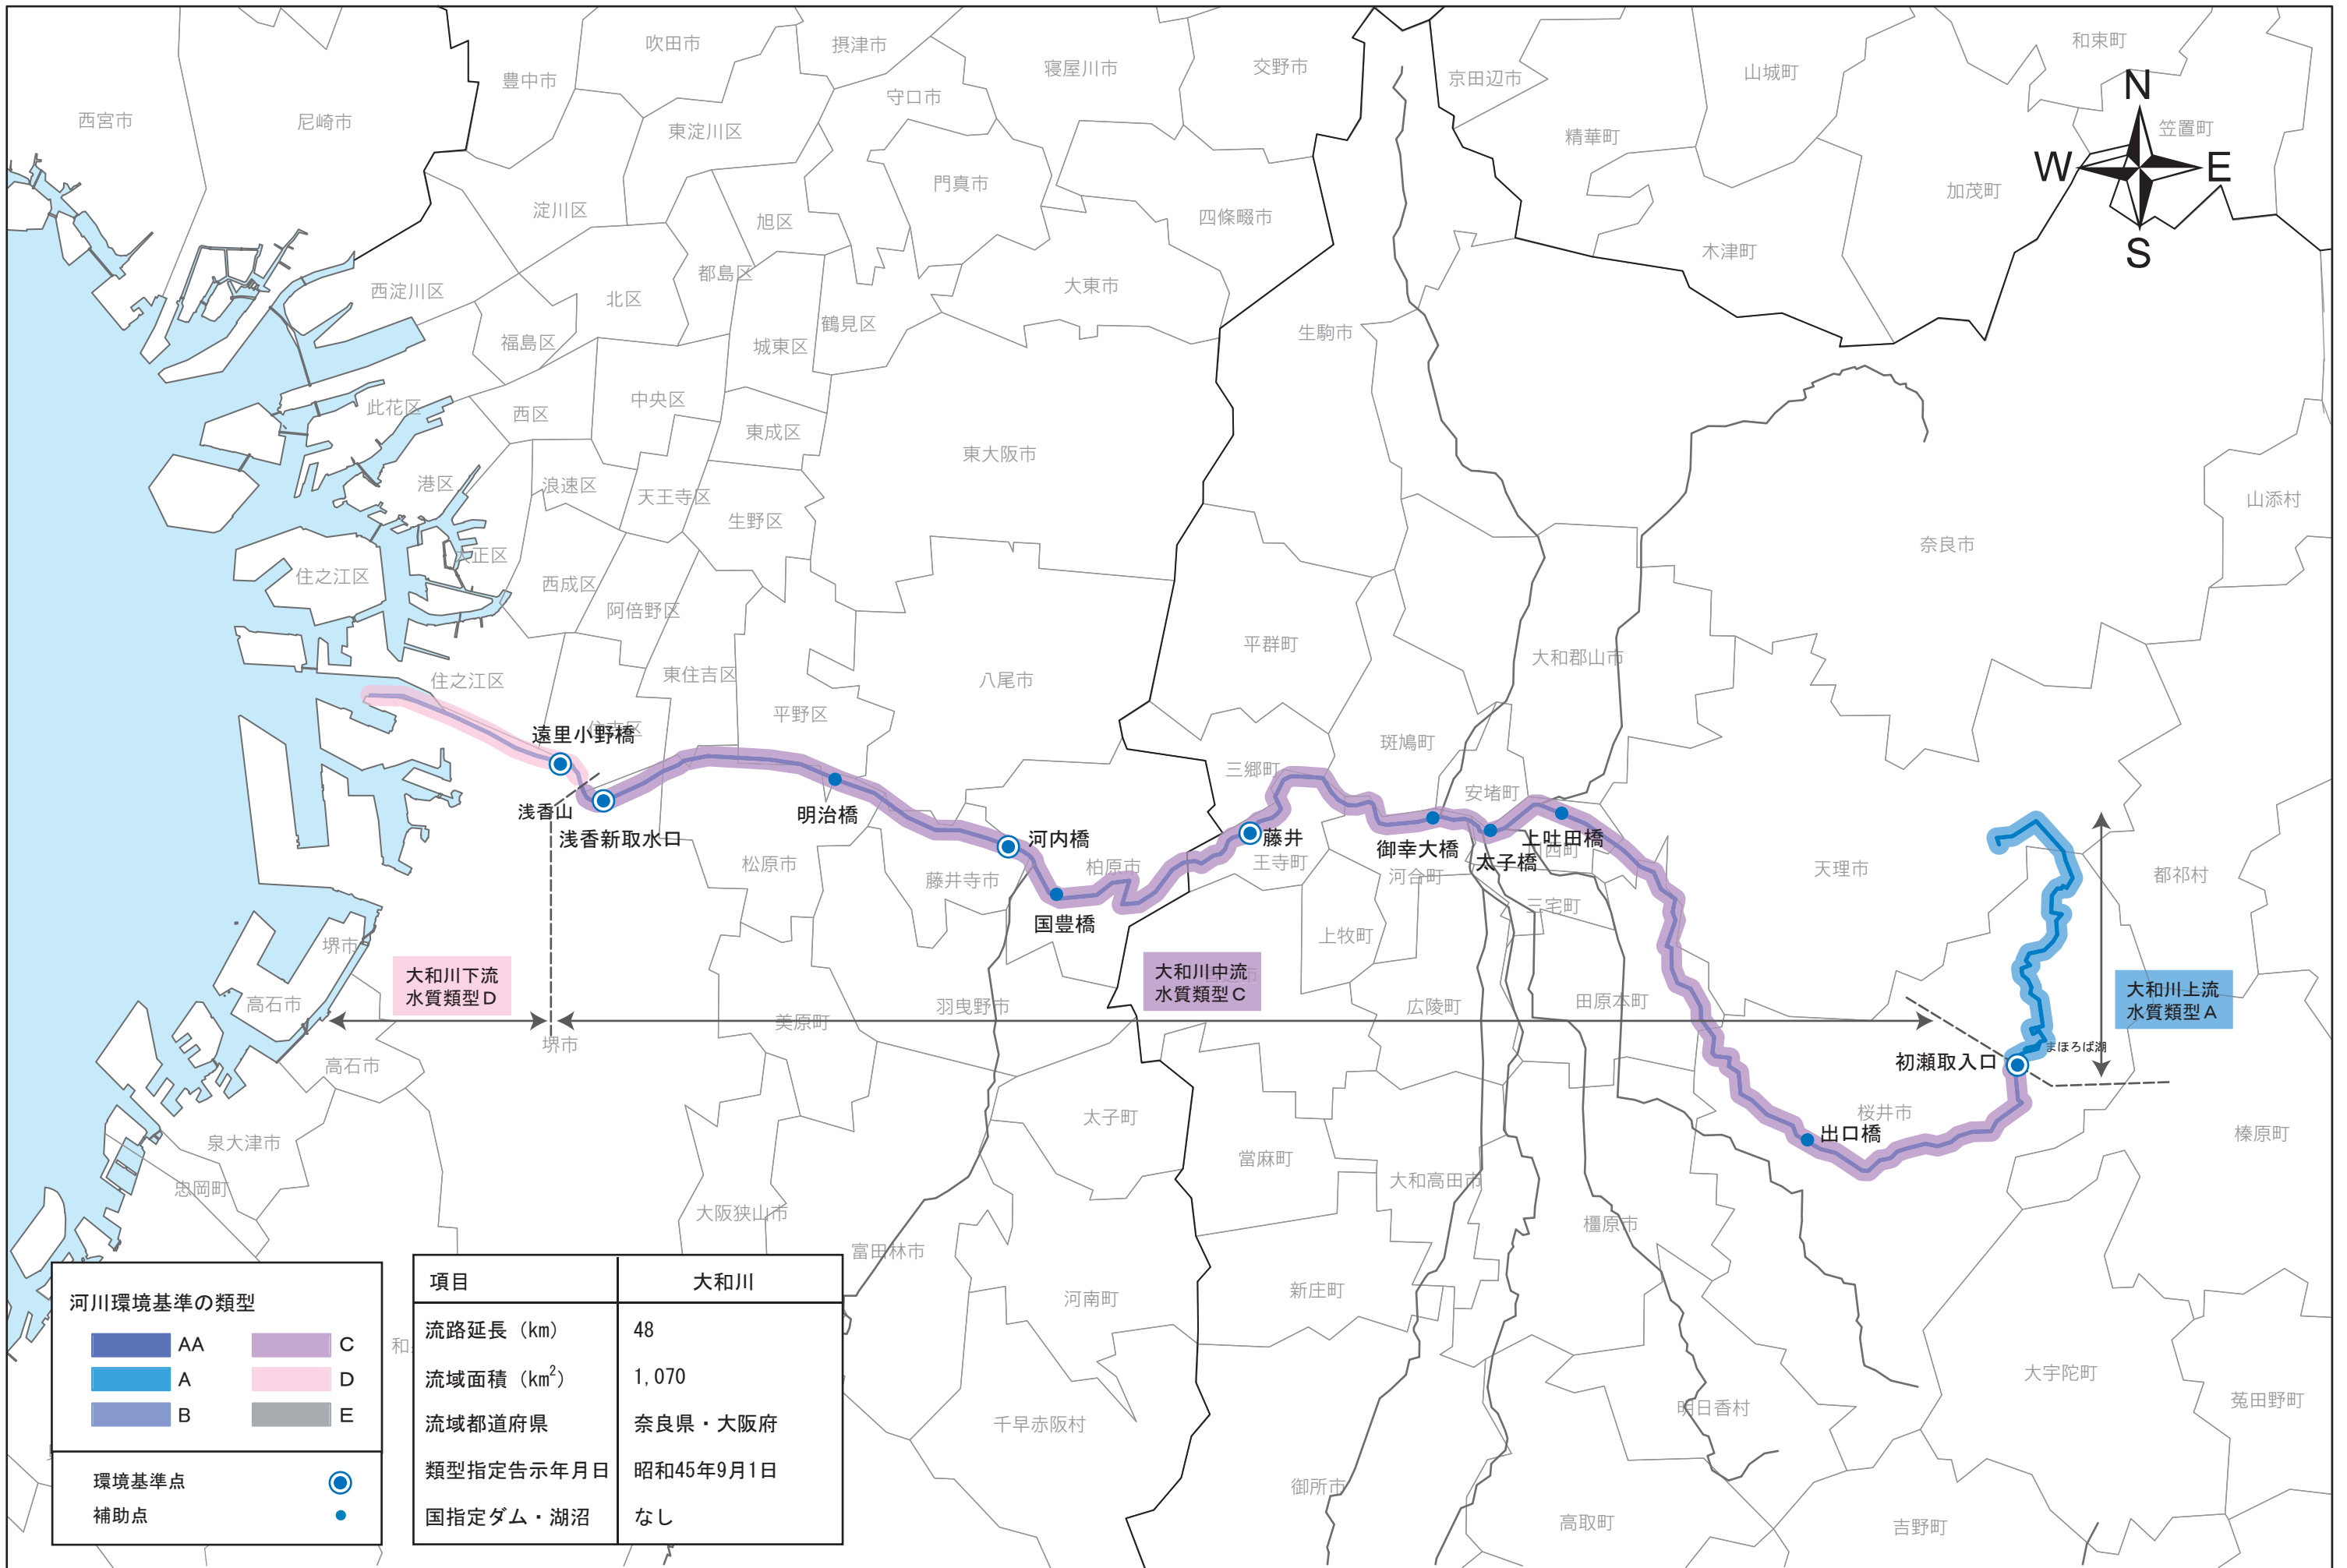 和束町
吹田市
摂津市
寝屋川市
交野市
京田辺市
山城町
豊中市
守口市
N
西宮市
尼崎市
東淀川区
精華町
笠置町
W
E
門真市
加茂町
淀川区
旭区
四條畷市
木津町
S
都島区
大東市
西淀川区
北区
鶴見区
生駒市
福島区
城東区
中央区
此花区
西区
東成区
東大阪市
港区
浪速区
天王寺区
山添村
生野区
奈良市
大正区
住之江区
西成区
阿倍野区
平群町
大和郡山市
東住吉区
住之江区
八尾市
平野区
住吉区
遠里小野橋
斑鳩町
三郷町
安堵町
浅香山
明治橋
浅香新取水口
河内橋
藤井
御幸大橋
上吐田橋
太子橋
松原市
柏原市
王寺町
河合町
天理市
都祁村
藤井寺市
三宅町
国豊橋
上牧町
堺市
大和川下流
水質類型D
大和川中流
水質類型C
大和川上流
水質類型A
高石市
羽曳野市
広陵町
田原本町
美原町
堺市
まほろば湖
高石市
初瀬取入口
太子町
桜井市
出口橋
榛原町
泉大津市
當麻町
大和高田市
忠岡町
大阪狭山市
橿原市
富田林市
新庄町
河南町
大宇陀町
菟田野町
明日香村
千早赤阪村
御所市
高取町
吉野町
河川環境基準の類型
AA
C
A
D
B
E
環境基準点
補助点
項目
大和川
流路延長（km）
48
流域面積（km²）
1,070
流域都道府県
奈良県・大阪府
類型指定告示年月日
昭和45年9月1日
国指定ダム・湖沼
なし